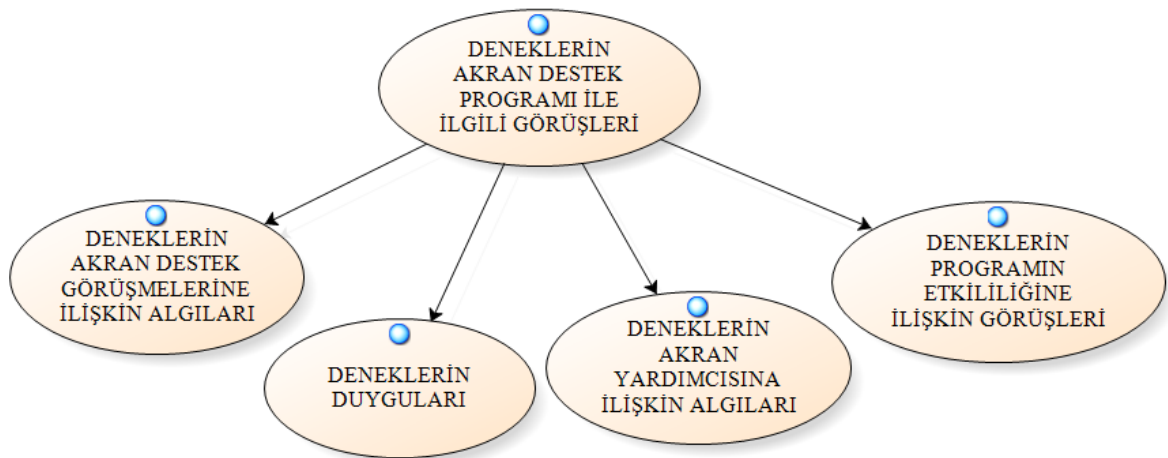 DENEKLERİN
AKRAN DESTEK
PROGRAMI İLE
İLGİLİ GÖRÜŞLERİ
DENEKLERİN
AKRAN DESTEK
GÖRÜŞMELERİNE
İLİŞKİN ALGILARI
DENEKLERİN
DUYGULARI
DENEKLERİN
AKRAN
YARDIMCISINA
İLİŞKİN ALGILARI
DENEKLERİN
PROGRAMIN
ETKİLİLİĞİNE
İLİŞKİN GÖRÜŞLERİ